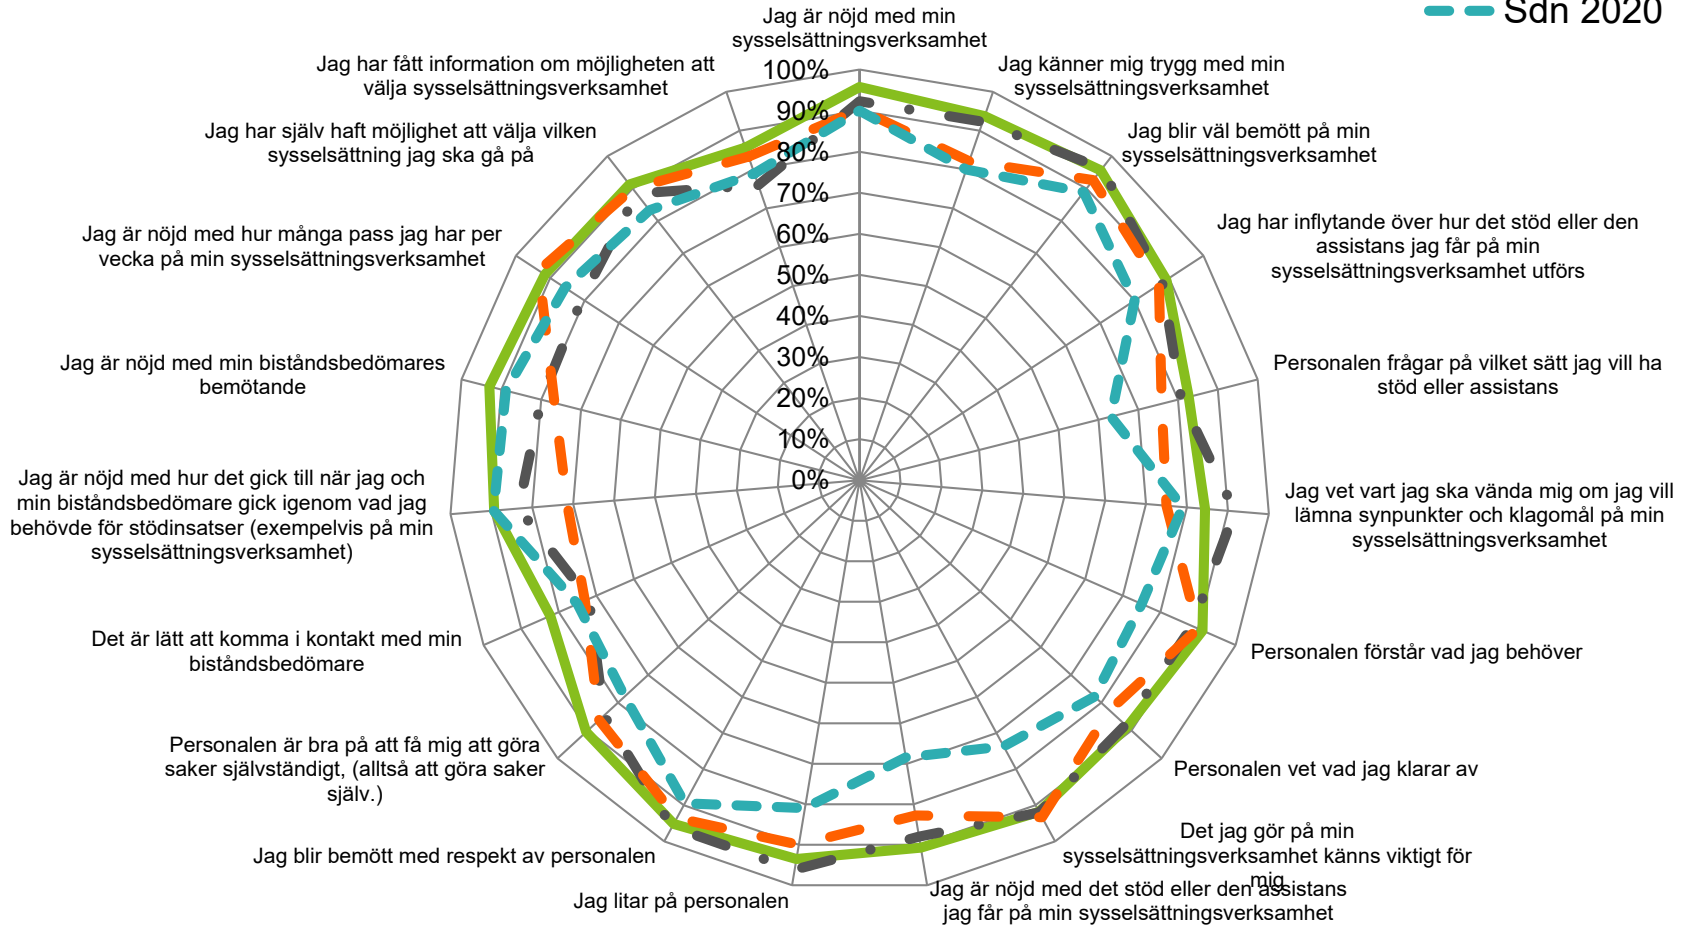 Sdn 2020
Jag är nöjd med min
sysselsättningsverksamhet
Jag känner mig trygg med min
sysselsättningsverksamhet
Jag blir väl bemött på min
sysselsättningsverksamhet
Jag har inflytande över hur det stöd eller den
assistans jag får på min
sysselsättningsverksamhet utförs
Personalen frågar på vilket sätt jag vill ha
stöd eller assistans
Jag vet vart jag ska vända mig om jag vill
lämna synpunkter och klagomål på min
sysselsättningsverksamhet
Personalen förstår vad jag behöver
Personalen vet vad jag klarar av
Det jag gör på min
sysselsättningsverksamhet känns viktigt för
mig
Jag är nöjd med det stöd eller den assistans
jag får på min sysselsättningsverksamhet
Jag litar på personalen
Jag blir bemött med respekt av personalen
Personalen är bra på att få mig att göra
saker självständigt, (alltså att göra saker
själv.)
Det är lätt att komma i kontakt med min
biståndsbedömare
Jag är nöjd med hur det gick till när jag och
min biståndsbedömare gick igenom vad jag
behövde för stödinsatser (exempelvis på min
sysselsättningsverksamhet)
Jag är nöjd med min biståndsbedömares
bemötande
Jag är nöjd med hur många pass jag har per
vecka på min sysselsättningsverksamhet
Jag har själv haft möjlighet att välja vilken
sysselsättning jag ska gå på
Jag har fått information om möjligheten att
välja sysselsättningsverksamhet
100%
90%
80%
70%
60%
50%
40%
30%
20%
10%
0%